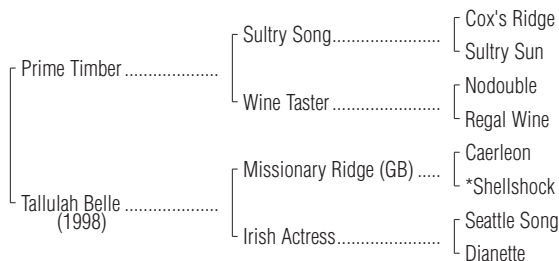 Cox's Ridge
Sultry Song........................
Sultry Sun
Prime Timber .....................
Nodouble
Wine Taster ........................
Regal Wine
Caerleon
Missionary Ridge (GB) .....
*Shellshock
Tallulah Belle .....................
(1998)
Seattle Song
Irish Actress.......................
Dianette